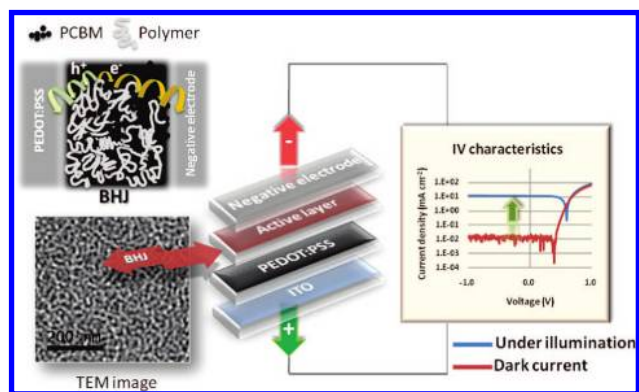 PCBM
Polymer
h+
e-
PEDOT:PSS
Negative electrode
BHJ
BHJ
200 nm
TEM image
-
Negative electrode
Active layer
PEDOT:PSS
ITO
+
IV characteristics
Current density (mA cm-2)
1.E+02
1.E+01
1.E+00
1.E-01
1.E-02
1.E-03
1.E-04
-1.0
0.0
1.0
Voltage (V)
Under illumination
Dark current